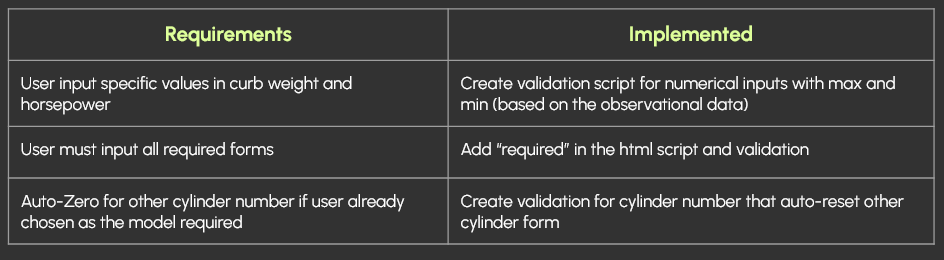 Requirements
Implemented
User input specific values in curb weight and
horsepower
Create validation script for numerical inputs with max and
min (based on the observational data)
User must input all required forms
Add “required” in the html script and validation
Auto-Zero for other cylinder number if user already
chosen as the model required
Create validation for cylinder number that auto-reset other
cylinder form